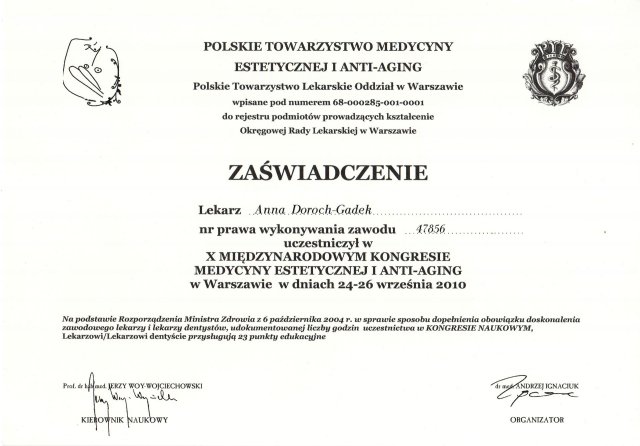 POLSKIE TOWARZYSTWO MEDYCYNY
ESTETYCZNEJ I ANTI-AGING
Polskie Towarzystwo Lekarskie Oddział w Warszawie
wpisane pod numerem 68-000285-001-0001
do rejestru podmiotów prowadzących kształcenie
Okręgowej Rady Lekarskiej w Warszawie
ZAŚWIADCZENIE
Lekarz Anna Doroch-Gadek
nr prawa wykonywania zawodu 47856
uczestniczył w
X MIĘDZYNARODOWYM KONGRESIE
MEDYCYNY ESTETYCZNEJ I ANTI-AGING
w Warszawie w dniach 24-26 września 2010
Na podstawie Rozporządzenia Ministra Zdrowia z 6 października 2004 r. w sprawie sposobu dopełnienia obowiązku doskonalenia
zawodowego lekarzy i lekarzy dentystów, udokumentowanej liczby godzin uczestnictwa w KONGRESIE NAUKOWYM,
Lekarzowi/Lekarzowi dentyście przysługują 23 punkty edukacyjne
Prof. dr hab. med. JERZY WOY-WOJCIECHOWSKI
KIEROWNIK NAUKOWY
dr med. ANDRZEJ IGNACIUK
ORGANIZATOR